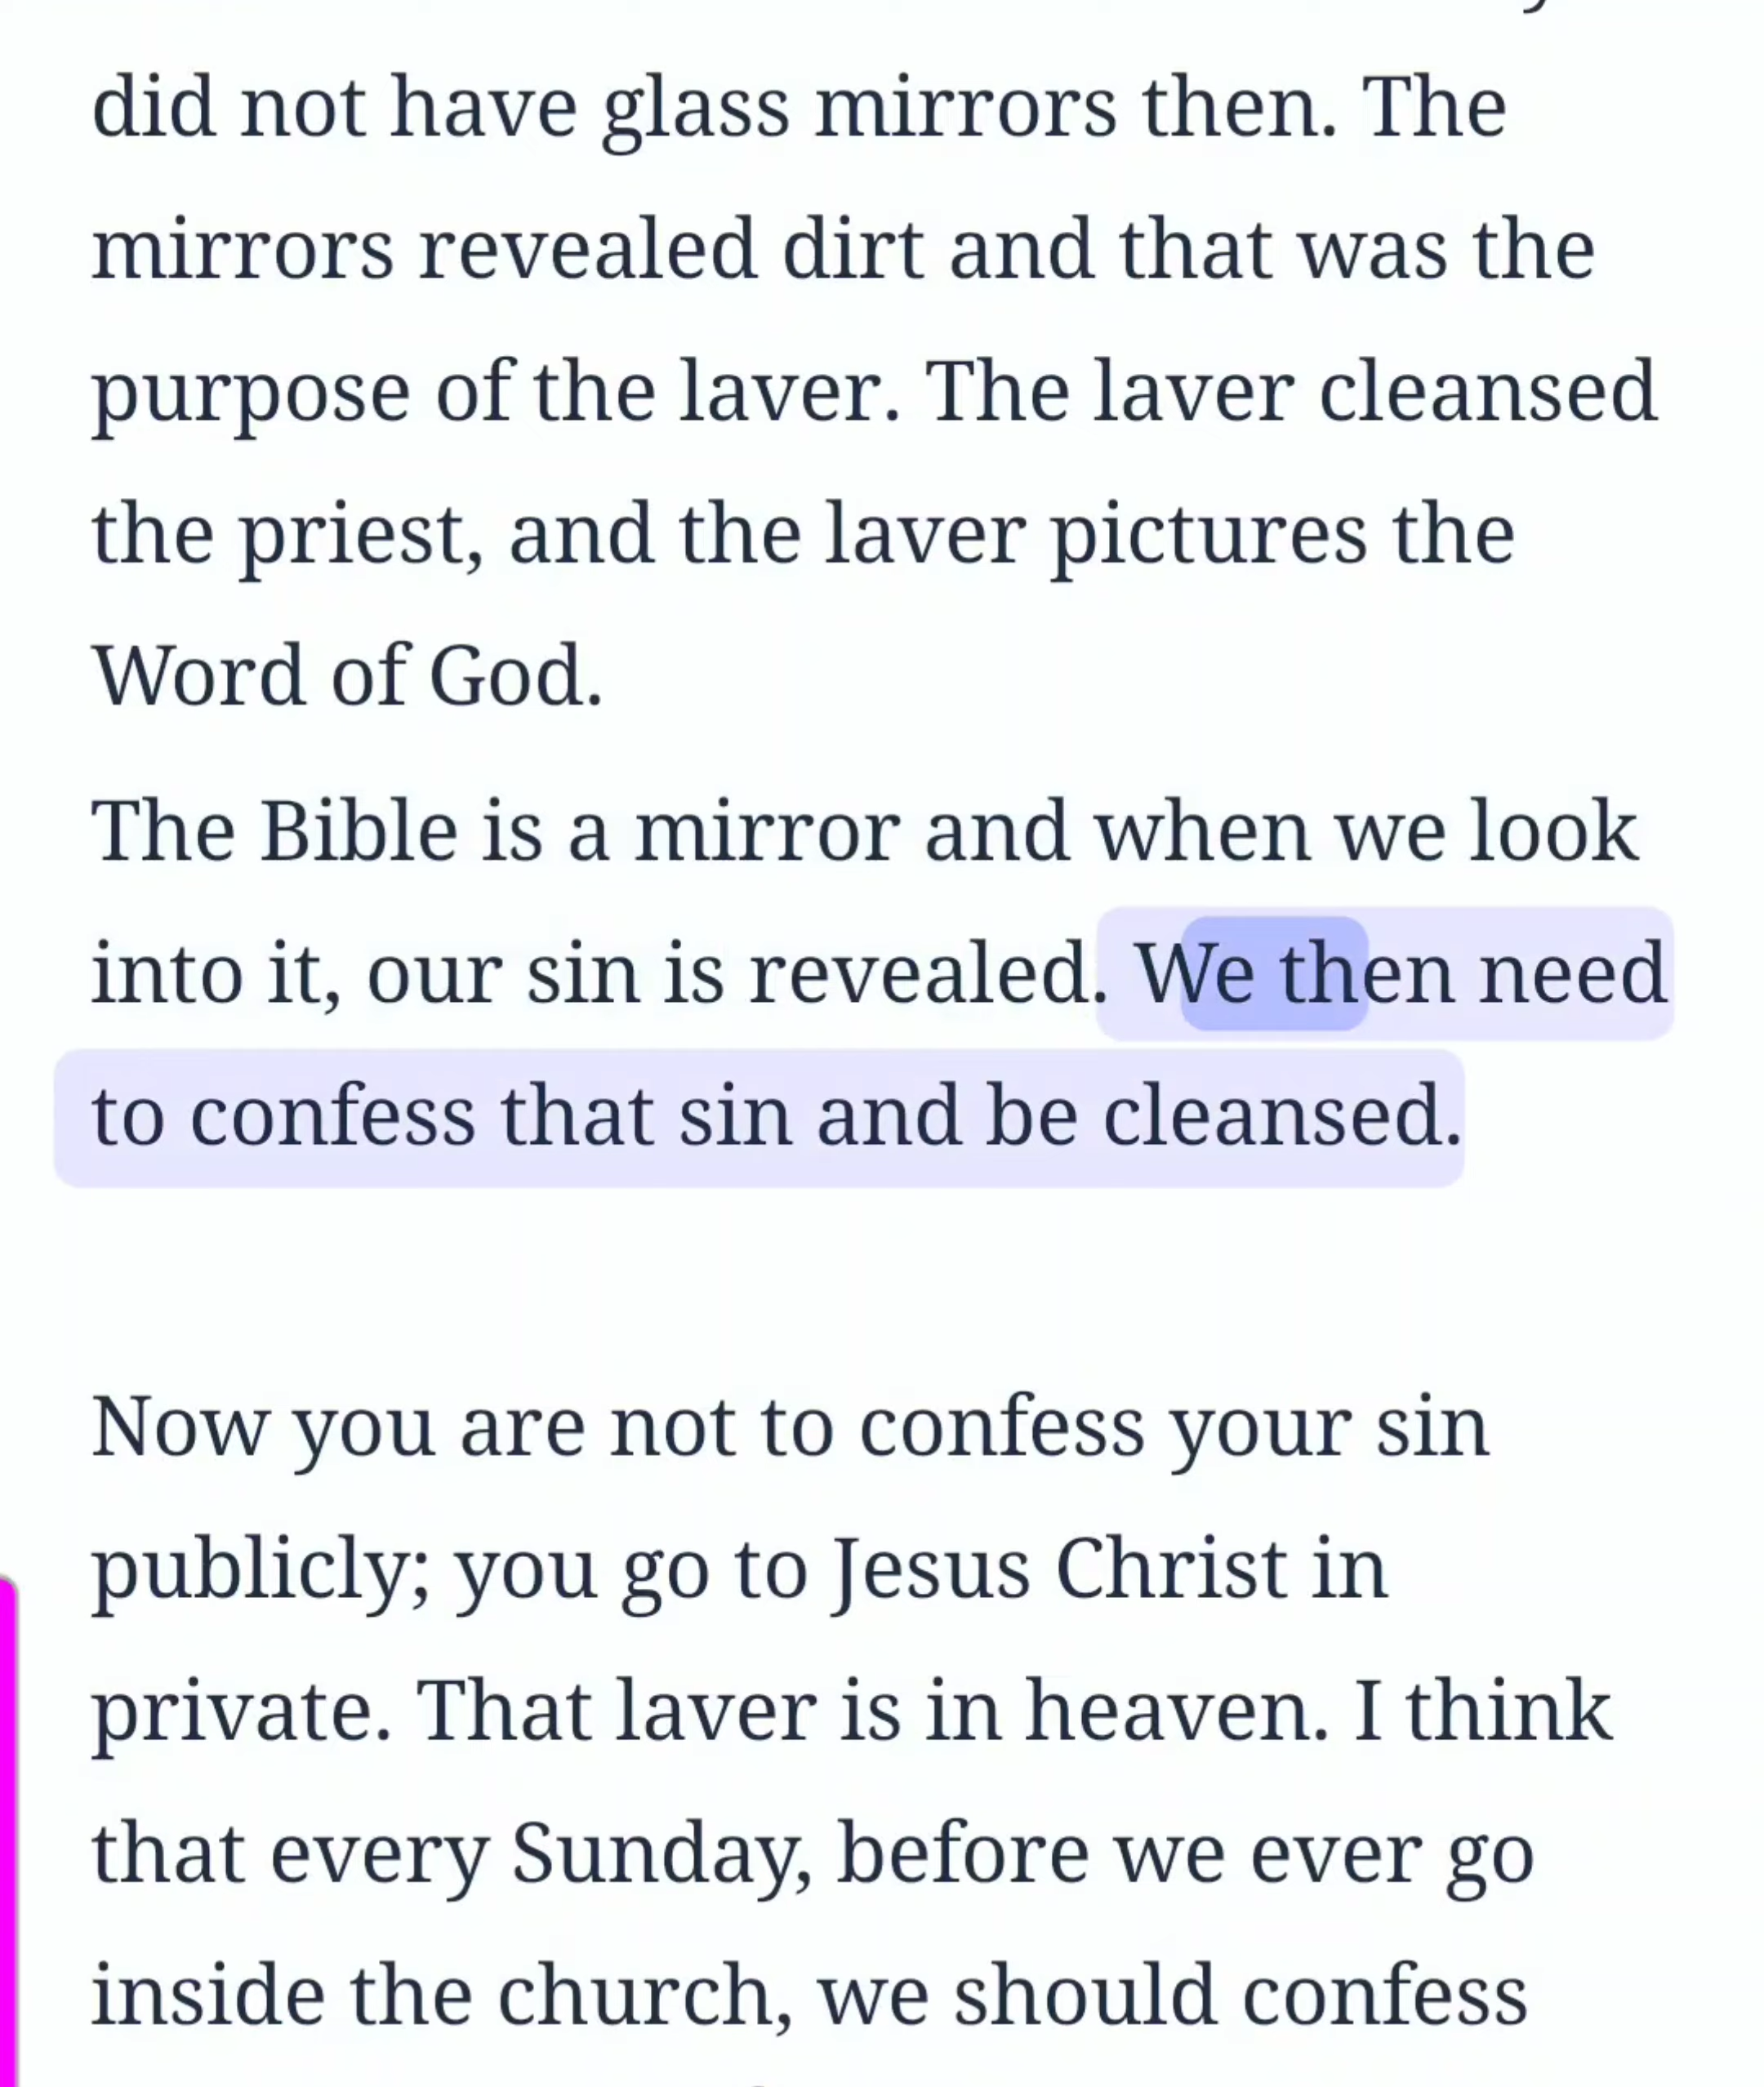 did not have glass mirrors then. The
mirrors revealed dirt and that was the
purpose of the laver. The laver cleansed
the priest, and the laver pictures the
Word of God.
The Bible is a mirror and when we look
into it, our sin is revealed. We then need
to confess that sin and be cleansed.
Now you are not to confess your sin
publicly; you go to Jesus Christ in
private. That laver is in heaven. I think
that every Sunday, before we ever go
inside the church, we should confess